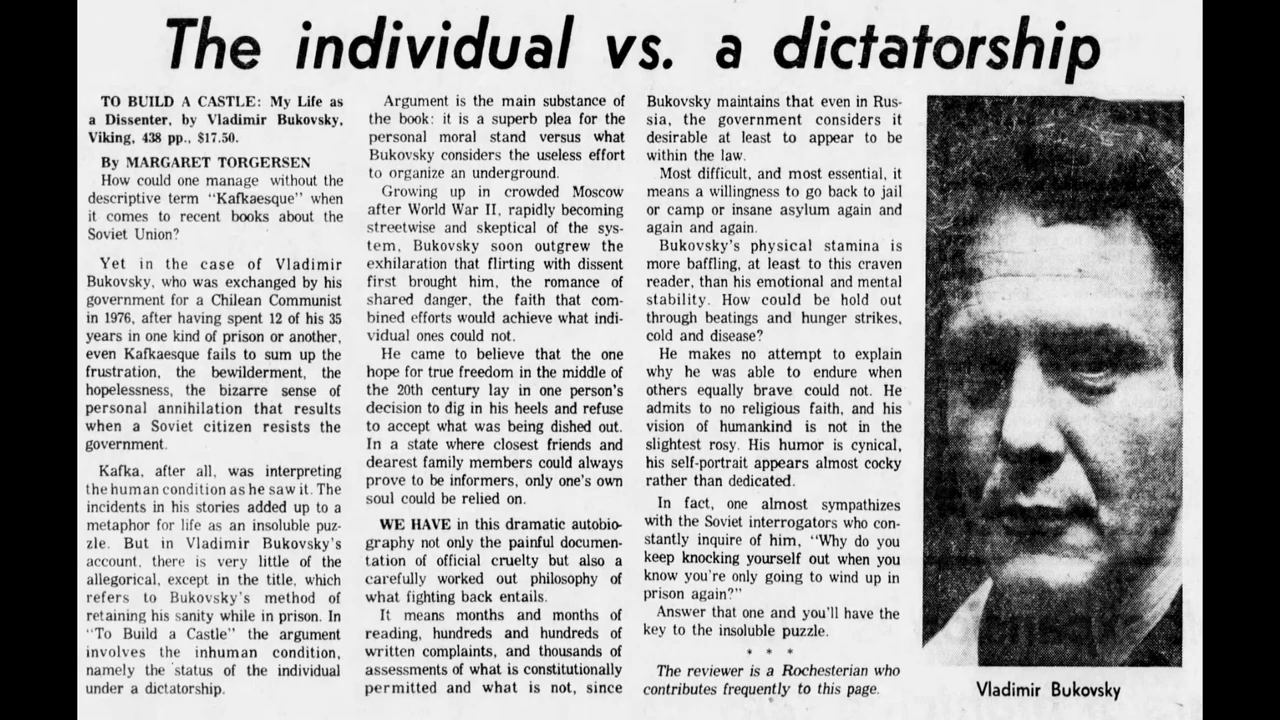 The individual vs. a dictatorship
TO BUILD A CASTLE: My Life as
a Dissenter, by Vladimir Bukovsky,
Viking, 438 pp., $17.50.
By MARGARET TORGERSEN
How could one manage without the
descriptive term "Kafkaesque" when
it comes to recent books about the
Soviet Union?
Yet in the case of Vladimir
Bukovsky, who was exchanged by his
government for a Chilean Communist
in 1976, after having spent 12 of his 35
years in one kind of prison or another,
even Kafkaesque fails to sum up the
frustration, the bewilderment, the
hopelessness, the bizarre sense of
personal annihilation that results
when a Soviet citizen resists the
government.
Kafka, after all, was interpreting
the human condition as he saw it. The
incidents in his stories added up to a
metaphor for life as an insoluble puz-
zle. But in Vladimir Bukovsky's
account, there is very little of the
allegorical, except in the title, which
refers to Bukovsky's method of
retaining his sanity while in prison. In
"To Build a Castle" the argument
involves the inhuman condition,
namely the status of the individual
under a dictatorship.
Argument is the main substance of
the book: it is a superb plea for the
personal moral stand versus what
Bukovsky considers the useless effort
to organize an underground.
Growing up in crowded Moscow
after World War II, rapidly becoming
streetwise and skeptical of the sys-
tem, Bukovsky soon outgrew the
exhilaration that flirting with dissent
first brought him, the romance of
shared danger, the faith that com-
bined efforts would achieve what indi-
vidual ones could not.
He came to believe that the one
hope for true freedom in the middle of
the 20th century lay in one person's
decision to dig in his heels and refuse
to accept what was being dished out.
In a state where closest friends and
dearest family members could always
prove to be informers, only one's own
soul could be relied on.
WE HAVE in this dramatic autobio-
graphy not only the painful documen-
tation of official cruelty but also a
carefully worked out philosophy of
what fighting back entails.
It means months and months of
reading, hundreds and hundreds of
written complaints, and thousands of
assessments of what is constitutionally
permitted and what is not, since
Bukovsky maintains that even in Rus-
sia, the government considers it
desirable at least to appear to be
within the law.
Most difficult, and most essential, it
means a willingness to go back to jail
or camp or insane asylum again and
again and again.
Bukovsky's physical stamina is
more baffling, at least to this craven
reader, than his emotional and mental
stability. How could be hold out
through beatings and hunger strikes,
cold and disease?
He makes no attempt to explain
why he was able to endure when
others equally brave could not. He
admits to no religious faith, and his
vision of humankind is not in the
slightest rosy. His humor is cynical,
his self-portrait appears almost cocky
rather than dedicated.
In fact, one almost sympathizes
with the Soviet interrogators who con-
stantly inquire of him, "Why do you
keep knocking yourself out when you
know you're only going to wind up in
prison again?"
Answer that one and you'll have the
key to the insoluble puzzle.
* * *
The reviewer is a Rochesterian who
contributes frequently to this page.
Vladimir Bukovsky